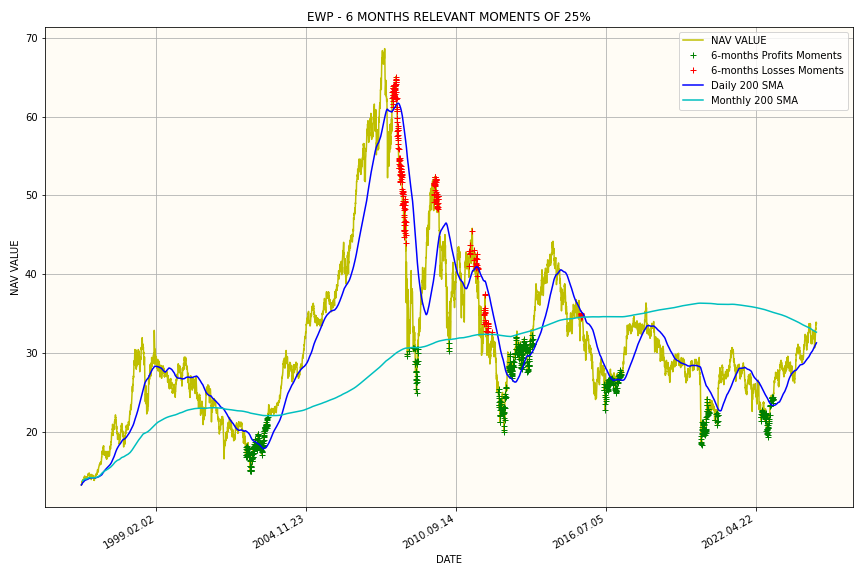 EWP - 6 MONTHS RELEVANT MOMENTS OF 25%
NAV VALUE
6-months Profits Moments
6-months Losses Moments
Daily 200 SMA
Monthly 200 SMA
70
60
50
40
30
20
NAV VALUE
1999.02.02
2004.11.23
2010.09.14
2016.07.05
2022.04.22
DATE